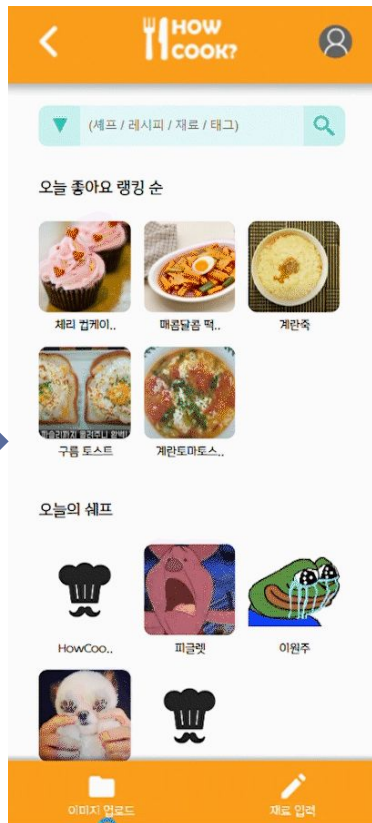 HOW
COOK?
(셰프 / 레시피 / 재료 / 태그)
오늘 좋아요 랭킹 순
체리 컵케이..
매콤달콤 떡..
계란죽
구름 토스트
계란토마토스..
오늘의 쉐프
HowCoo..
피글렛
이원주
이미지 업로드
재료 입력